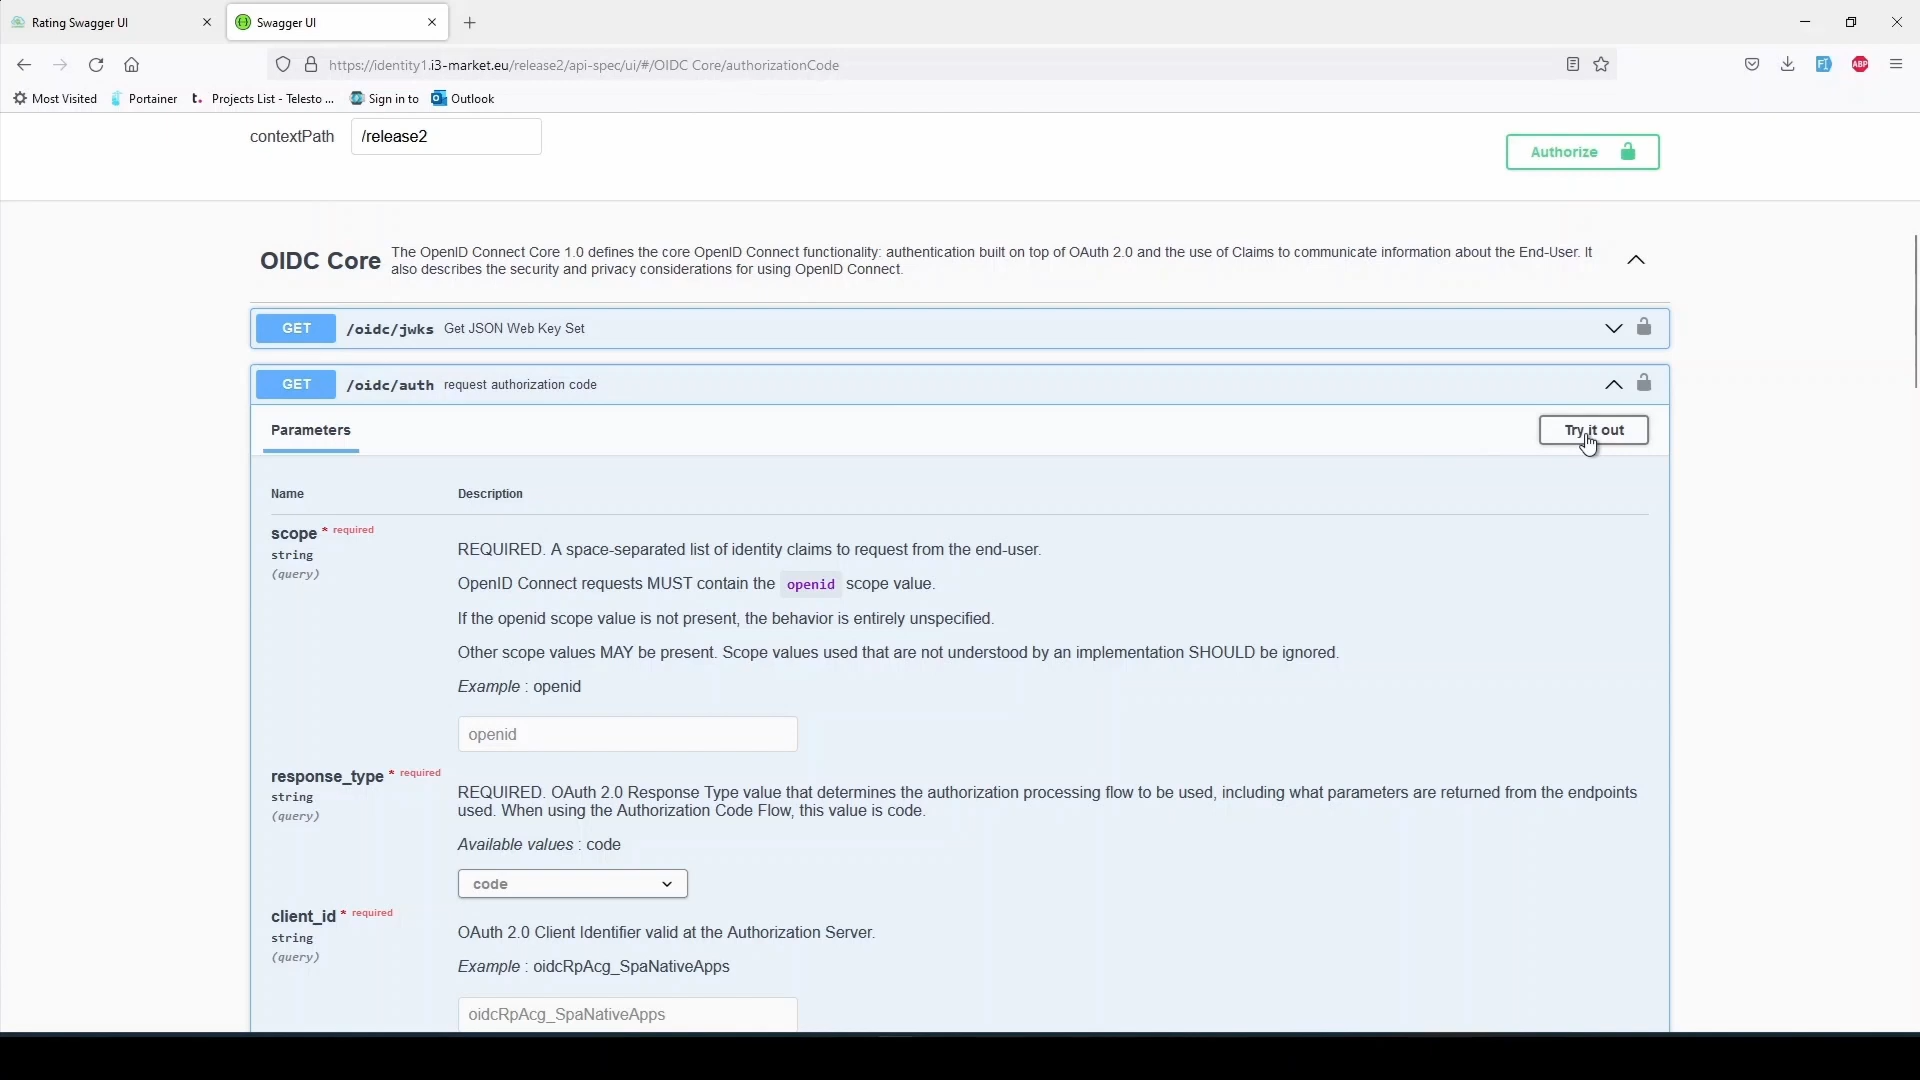 Rating Swagger UI
Swagger UI
https://identity1.i3-market.eu/release2/api-spec/ui/#/OIDC Core/authorizationCode
Most Visited
Portainer
t. Projects List - Telesto ...
Sign in to
Outlook
ABP
contextPath
/release2
Authorize
OIDC Core
The OpenID Connect Core 1.0 defines the core OpenID Connect functionality: authentication built on top of OAuth 2.0 and the use of Claims to communicate information about the End-User. It
also describes the security and privacy considerations for using OpenID Connect.
GET /oidc/jwks Get JSON Web Key Set
GET /oidc/auth request authorization code
Parameters
Try it out
Name
Description
scope * required
string
(query)
REQUIRED. A space-separated list of identity claims to request from the end-user.
OpenID Connect requests MUST contain the openid scope value.
If the openid scope value is not present, the behavior is entirely unspecified.
Other scope values MAY be present. Scope values used that are not understood by an implementation SHOULD be ignored.
Example : openid
openid
response_type * required
string
(query)
REQUIRED. OAuth 2.0 Response Type value that determines the authorization processing flow to be used, including what parameters are returned from the endpoints
used. When using the Authorization Code Flow, this value is code.
Available values : code
code
client_id * required
string
(query)
OAuth 2.0 Client Identifier valid at the Authorization Server.
Example : oidcRpAcg_SpaNativeApps
oidcRpAcg_SpaNativeApps